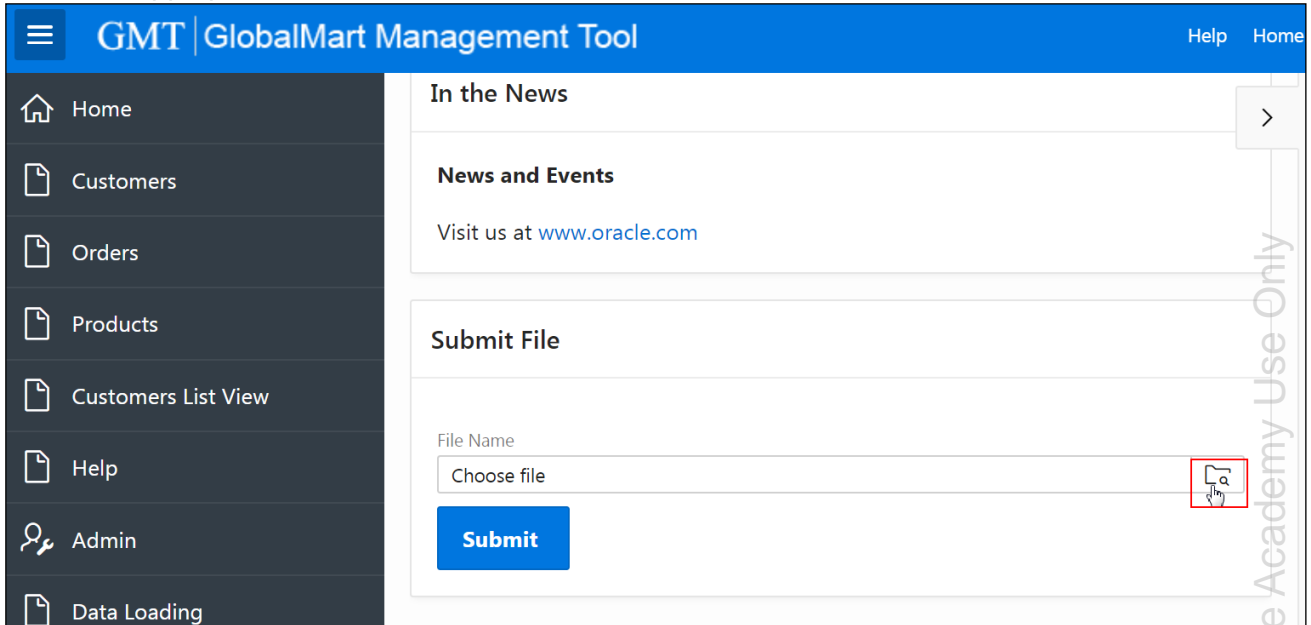 GMT GlobalMart Management Tool
Help Home
Home
Customers
Orders
Products
Customers List View
Help
Admin
Data Loading
In the News
News and Events
Visit us at www.oracle.com
Submit File
File Name
Choose file
Submit
Academy Use Only